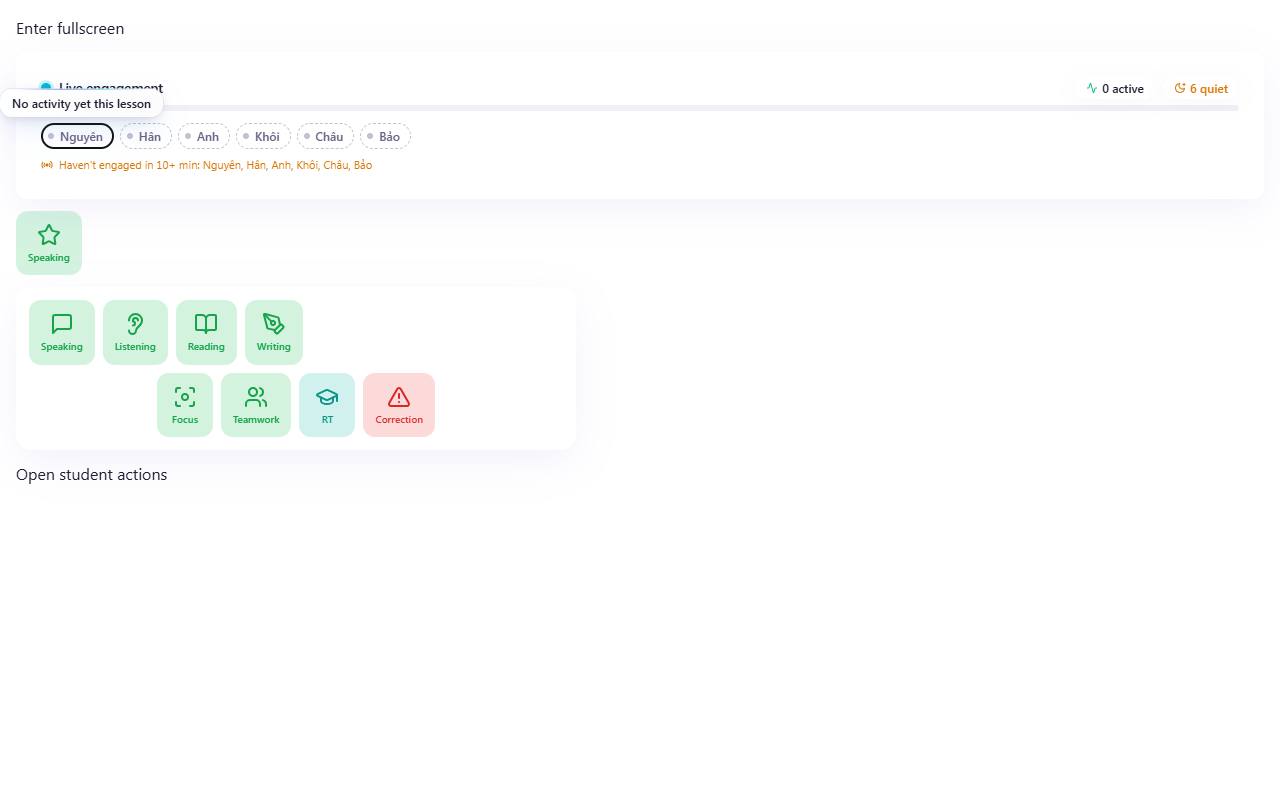 Enter fullscreen
Live engagement
0 active
6 quiet
No activity yet this lesson
Nguyên
Hân
Anh
Khôi
Châu
Bảo
Haven't engaged in 10+ min: Nguyên, Hân, Anh, Khôi, Châu, Bảo
Speaking
Speaking
Listening
Reading
Writing
Focus
Teamwork
RT
Correction
Open student actions